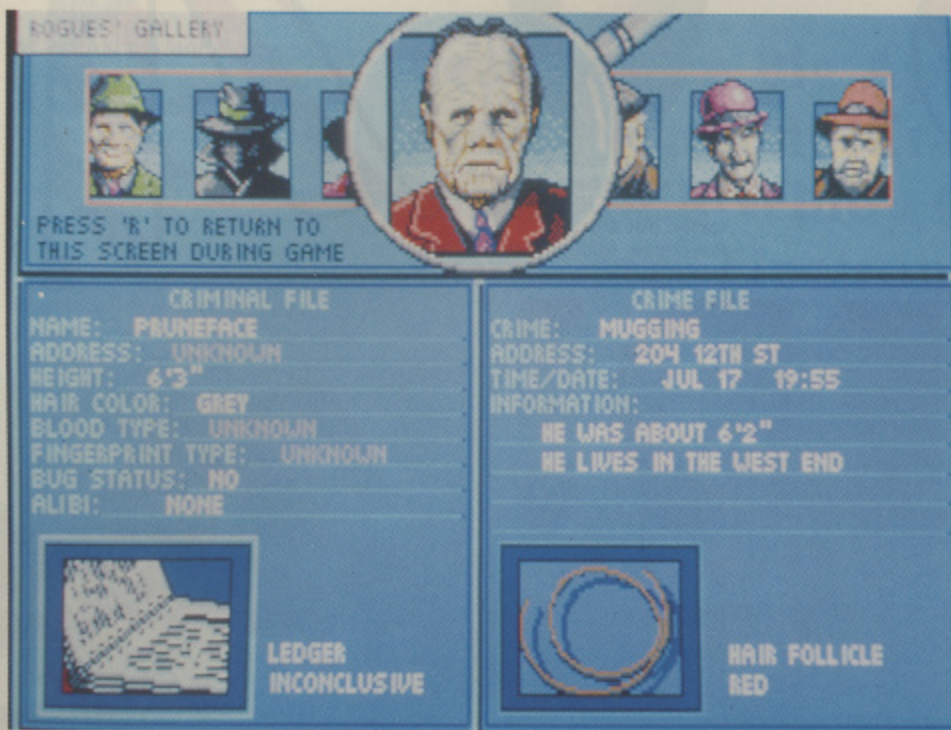 ROGUES' GALLERY
PRESS 'R' TO RETURN TO
THIS SCREEN DURING GAME
CRIMINAL FILE
NAME: PRUNEFACE
ADDRESS: UNKNOWN
HEIGHT: 6'3"
HAIR COLOR: GREY
BLOOD TYPE: UNKNOWN
FINGERPRINT TYPE: UNKNOWN
BUG STATUS: NO
ALIBI: NONE
LEDGER
INCONCLUSIVE
CRIME FILE
CRIME: MUGGING
ADDRESS: 204 12TH ST
TIME/DATE: JUL 17 19:55
INFORMATION:
HE WAS ABOUT 6'2"
HE LIVES IN THE WEST END
HAIR FOLLICLE
RED